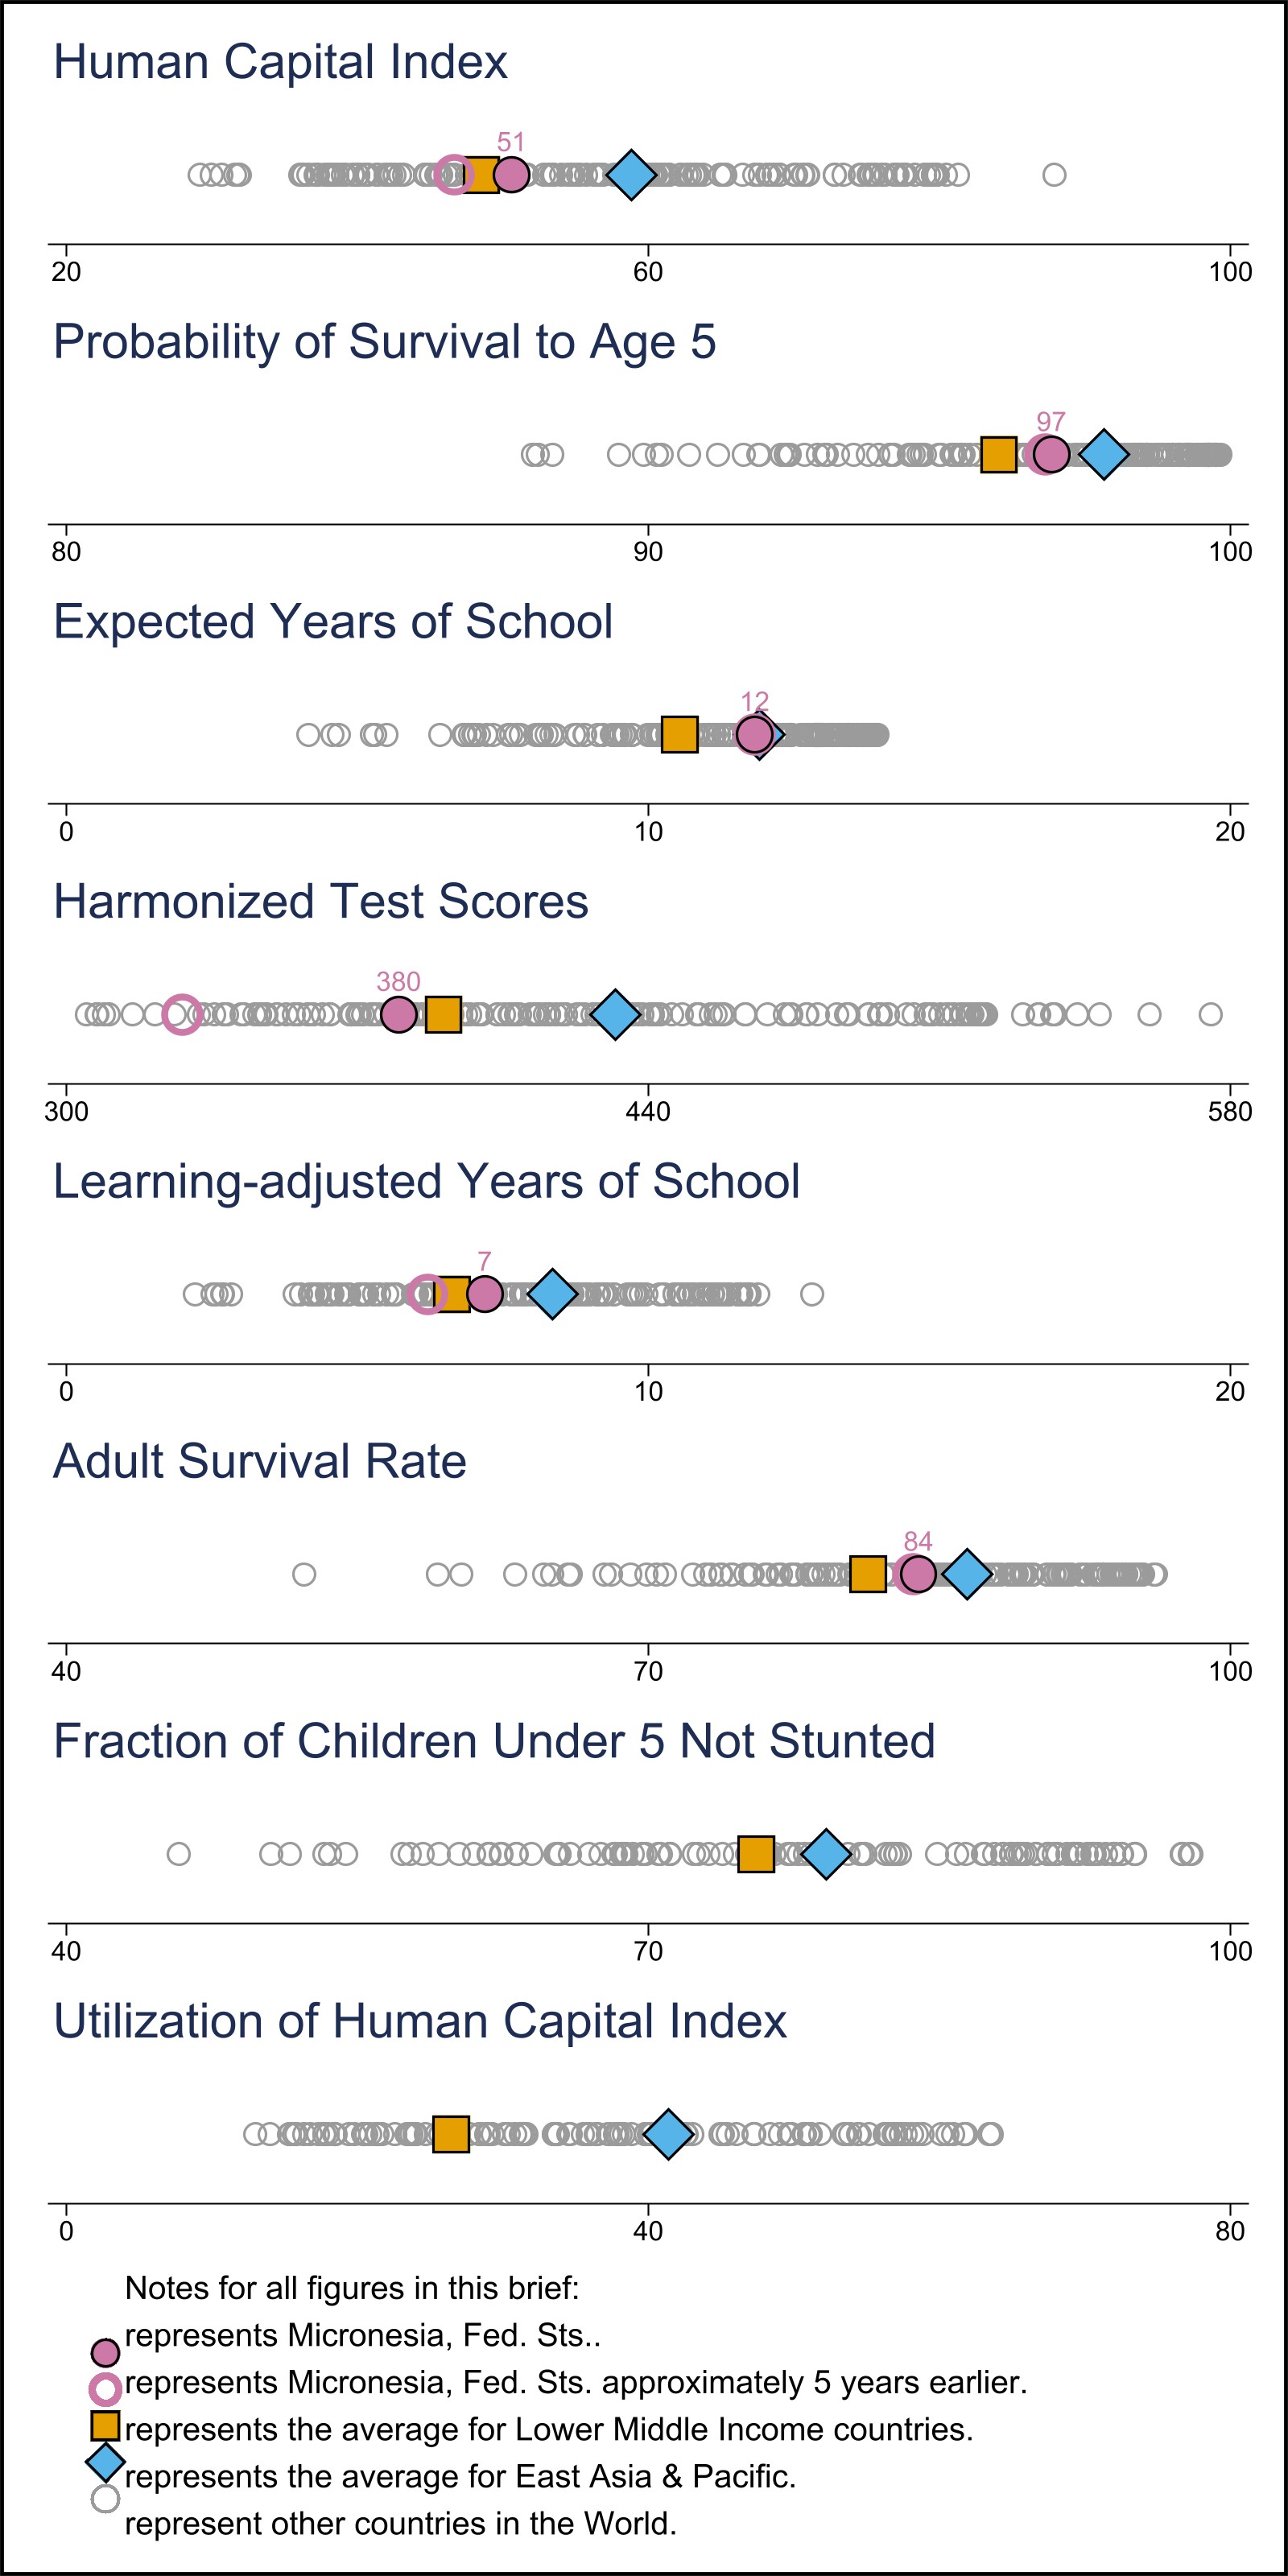 Human Capital Index
51
20 60 100
Probability of Survival to Age 5
97
80 90 100
Expected Years of School
12
0 10 20
Harmonized Test Scores
380
300 440 580
Learning-adjusted Years of School
7
0 10 20
Adult Survival Rate
84
40 70 100
Fraction of Children Under 5 Not Stunted
40 70 100
Utilization of Human Capital Index
0 40 80
Notes for all figures in this brief:
represents Micronesia, Fed. Sts..
represents Micronesia, Fed. Sts. approximately 5 years earlier.
represents the average for Lower Middle Income countries.
represents the average for East Asia & Pacific.
represent other countries in the World.